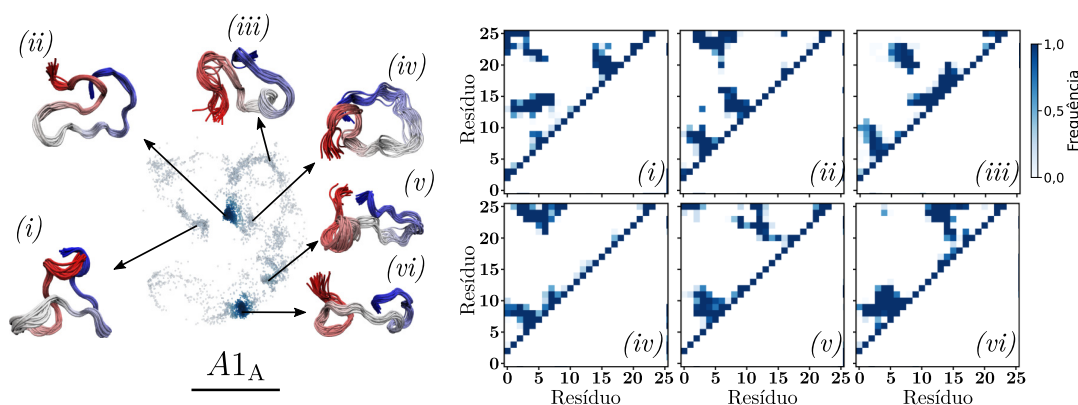 (ii)
(iii)
(iv)
(v)
(i)
(vi)
A1A
25
20
15
10
5
0
Resíduo
(i)
(ii)
(iii)
1,0
0,5
0,0
Frequência
25
20
15
10
5
0
Resíduo
(iv)
(v)
(vi)
0 5 10 15 20 25 0 5 10 15 20 25 0 5 10 15 20 25
Resíduo Resíduo Resíduo